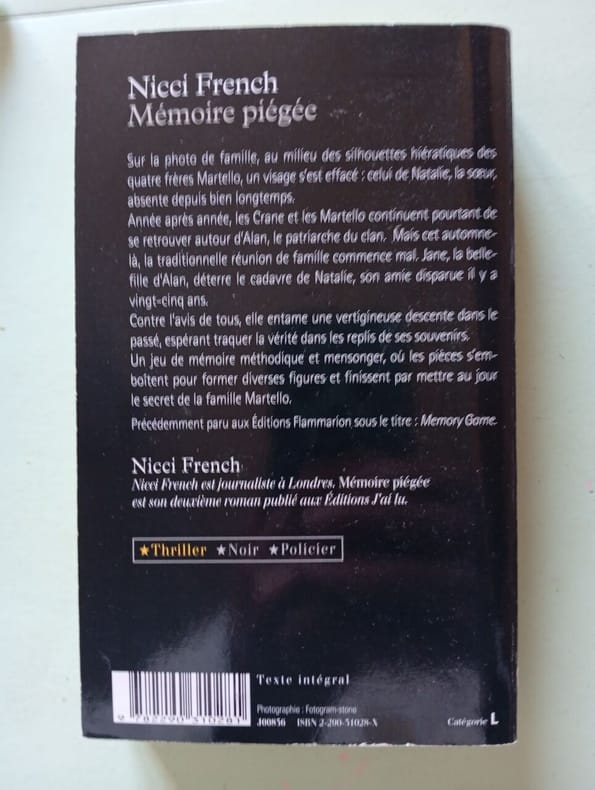 Nicci French
Mémoire piégée
Sur la photo de famille, au milieu des silhouettes hiératiques des
quatre frères Martello, un visage s'est effacé : celui de Natalie, la sœur,
absente depuis bien longtemps.
Année après année, les Crane et les Martello continuent pourtant de
se retrouver autour d'Alan, le patriarche du clan. Mais cet automne-
là, la traditionnelle réunion de famille commence mal. Jane, la belle-
fille d'Alan, déterre le cadavre de Natalie, son amie disparue il y a
vingt-cinq ans.
Contre l'avis de tous, elle entame une vertigineuse descente dans le
passé, espérant traquer la vérité dans les replis de ses souvenirs.
Un jeu de mémoire méthodique et mensonger, où les pièces s'em-
boîtent pour former diverses figures et finissent par mettre au jour
le secret de la famille Martello.
Précédemment paru aux Éditions Flammarion sous le titre : Memory Game.
Nicci French
Nicci French est journaliste à Londres. Mémoire piégée
est son deuxième roman publié aux Éditions J'ai lu.
★Thriller ★Noir ★Policier
Texte intégral
Photographie : Fotogram-stone
9 782290 310281
ISBN 2-290-31028-X
Catégorie L